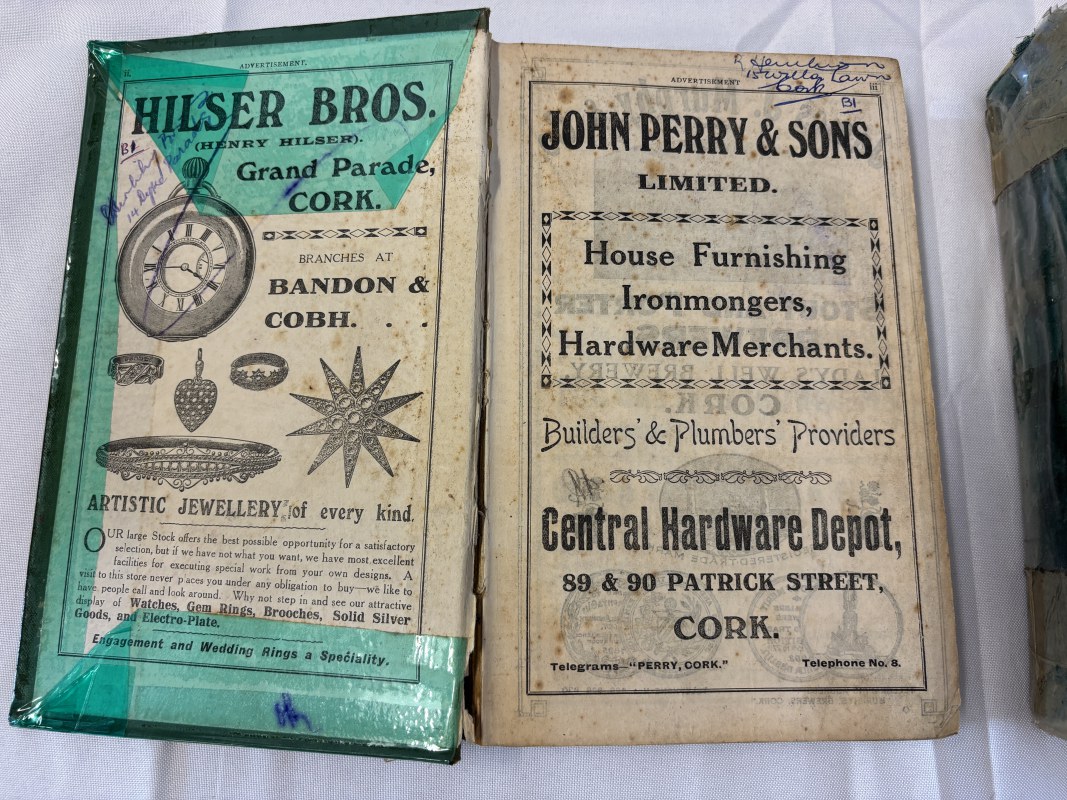 ii.
ADVERTISEMENT.
HILSER BROS.
(HENRY HILSER).
Grand Parade,
CORK.
B1
BRANCHES AT
BANDON &
COBH. . .
ARTISTIC JEWELLERY of every kind.
OUR large Stock offers the best possible opportunity for a satisfactory
selection, but if we have not what you want, we have most excellent
facilities for executing special work from your own designs. A
visit to this store never places you under any obligation to buy—we like to
have people call and look around. Why not step in and see our attractive
display of Watches, Gem Rings, Brooches, Solid Silver
Goods, and Electro-Plate.
Engagement and Wedding Rings a Speciality.
Cork
B1
ADVERTISEMENT
iii
JOHN PERRY & SONS
LIMITED.
House Furnishing
Ironmongers,
Hardware Merchants.
Builders' & Plumbers' Providers
Central Hardware Depot,
89 & 90 PATRICK STREET,
CORK.
Telegrams—"PERRY, CORK."
Telephone No. 8.